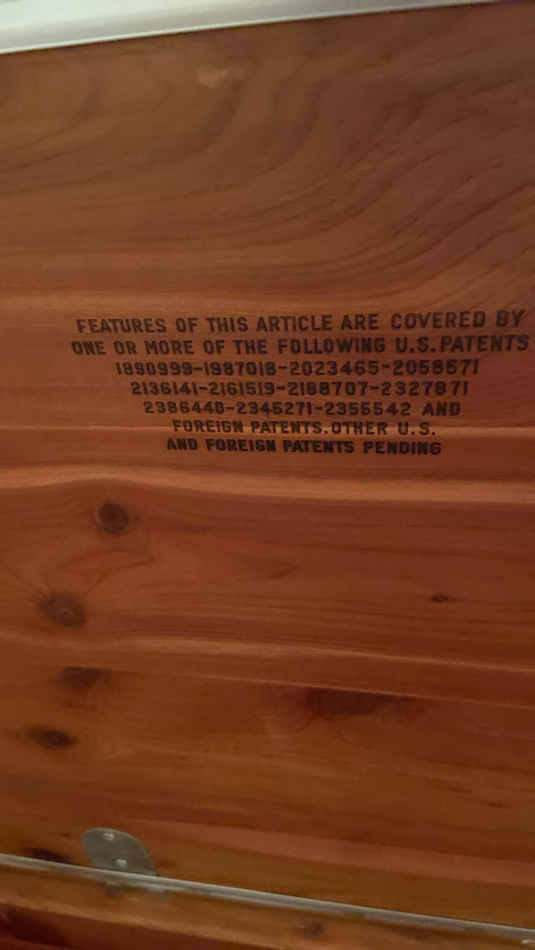 FEATURES OF THIS ARTICLE ARE COVERED BY
ONE OR MORE OF THE FOLLOWING U.S. PATENTS
1890999-1987018-2023465-2058571
2136141-2161519-2188707-2327871
2386440-2345271-2355542 AND
FOREIGN PATENTS.OTHER U.S.
AND FOREIGN PATENTS PENDING